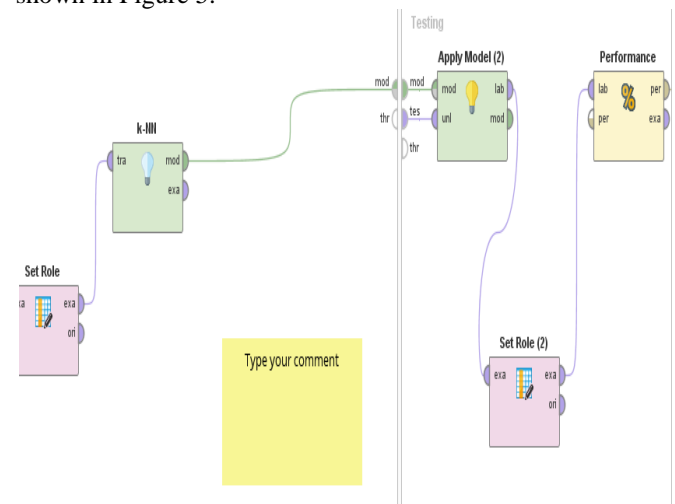 shown in Figure 5.
Testing
Apply Model (2)
Performance
mod mod
mod lab
lab per
thr tes
unl mod
per exa
thr
k-NN
tra mod
exa
Set Role
xa exa
ori
Type your comment
Set Role (2)
exa exa
ori